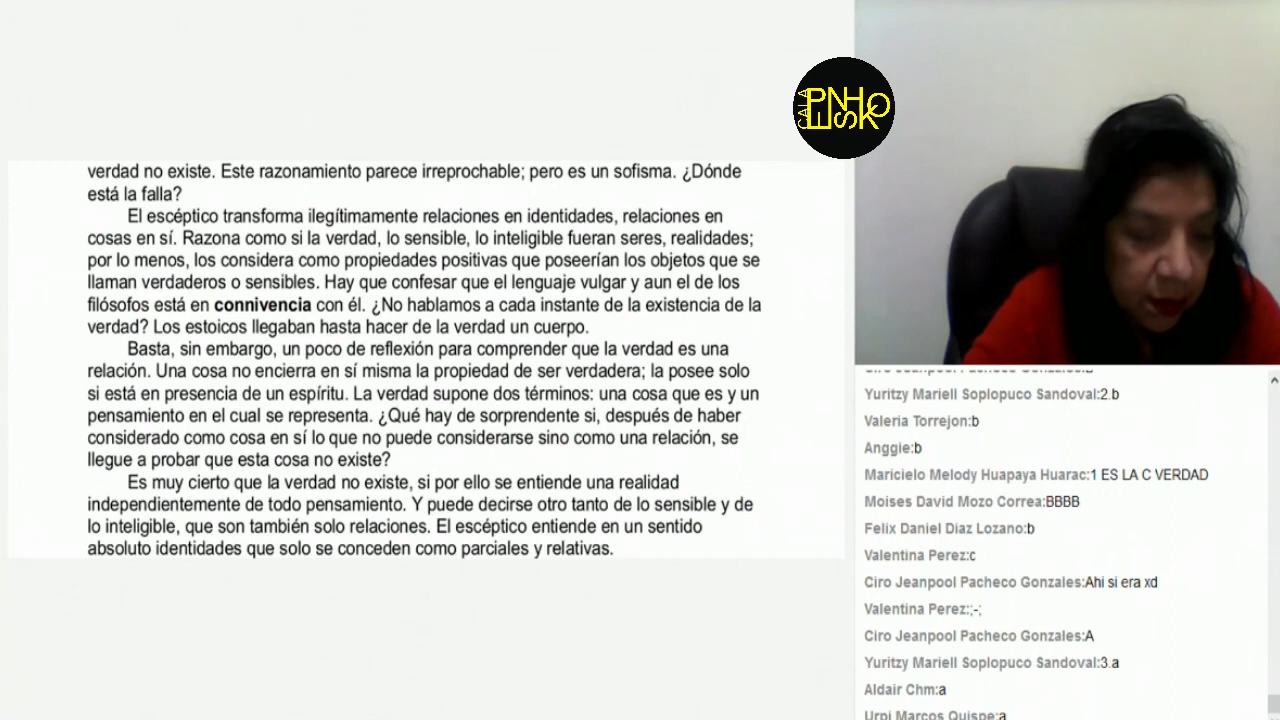 verdad no existe. Este razonamiento parece irreprochable; pero es un sofisma. ¿Dónde
está la falla?
El escéptico transforma ilegítimamente relaciones en identidades, relaciones en
cosas en sí. Razona como si la verdad, lo sensible, lo inteligible fueran seres, realidades;
por lo menos, los considera como propiedades positivas que poseerían los objetos que se
llaman verdaderos o sensibles. Hay que confesar que el lenguaje vulgar y aun el de los
filósofos está en connivencia con él. ¿No hablamos a cada instante de la existencia de la
verdad? Los estoicos llegaban hasta hacer de la verdad un cuerpo.
Basta, sin embargo, un poco de reflexión para comprender que la verdad es una
relación. Una cosa no encierra en sí misma la propiedad de ser verdadera; la posee solo
si está en presencia de un espíritu. La verdad supone dos términos: una cosa que es y un
pensamiento en el cual se representa. ¿Qué hay de sorprendente si, después de haber
considerado como cosa en sí lo que no puede considerarse sino como una relación, se
llegue a probar que esta cosa no existe?
Es muy cierto que la verdad no existe, si por ello se entiende una realidad
independientemente de todo pensamiento. Y puede decirse otro tanto de lo sensible y de
lo inteligible, que son también solo relaciones. El escéptico entiende en un sentido
absoluto identidades que solo se conceden como parciales y relativas.
CALA
Ciro Jeanpool Pacheco Gonzales:
Yuritzy Mariell Soplopuco Sandoval:2.b
Valeria Torrejon:b
Anggie:b
Maricielo Melody Huapaya Huarac:1 ES LA C VERDAD
Moises David Mozo Correa:BBBB
Felix Daniel Diaz Lozano:b
Valentina Perez:c
Ciro Jeanpool Pacheco Gonzales:Ahi si era xd
Valentina Perez:;-;
Ciro Jeanpool Pacheco Gonzales:A
Yuritzy Mariell Soplopuco Sandoval:3.a
Aldair Chm:a
Urpi Marcos Quispe:a